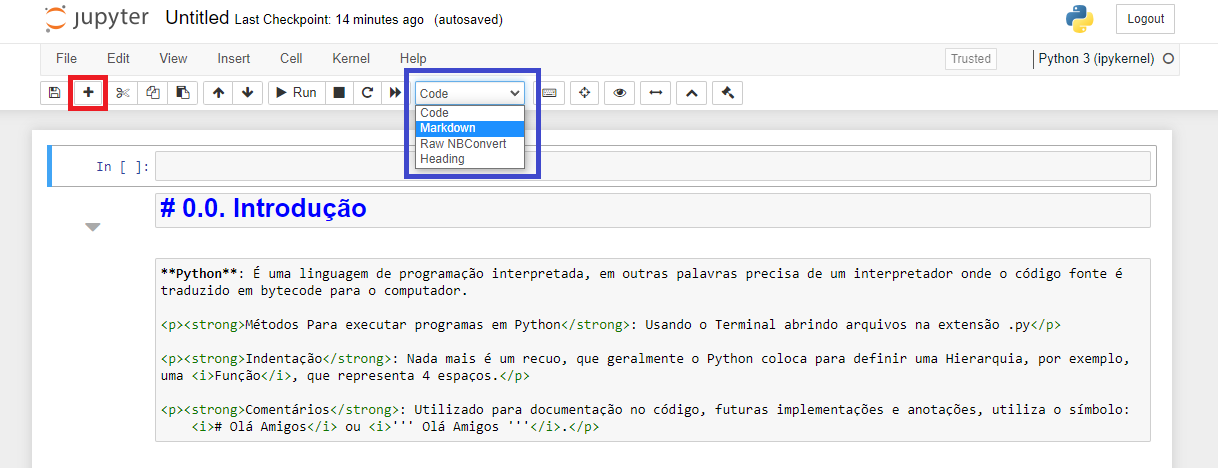 jupyter Untitled Last Checkpoint: 14 minutes ago (autosaved) Logout
File Edit View Insert Cell Kernel Help Trusted Python 3 (ipykernel)
Run Code
Code
Markdown
Raw NBConvert
Heading
In [ ]:
# 0.0. Introdução
**Python**: É uma linguagem de programação interpretada, em outras palavras precisa de um interpretador onde o código fonte é
traduzido em bytecode para o computador.
<p><strong>Métodos Para executar programas em Python</strong>: Usando o Terminal abrindo arquivos na extensão .py</p>
<p><strong>Indentação</strong>: Nada mais é um recuo, que geralmente o Python coloca para definir uma Hierarquia, por exemplo,
uma <i>Função</i>, que representa 4 espaços.</p>
<p><strong>Comentários</strong>: Utilizado para documentação no código, futuras implementações e anotações, utiliza o símbolo:
<i># Olá Amigos</i> ou <i>''' Olá Amigos '''</i>.</p>